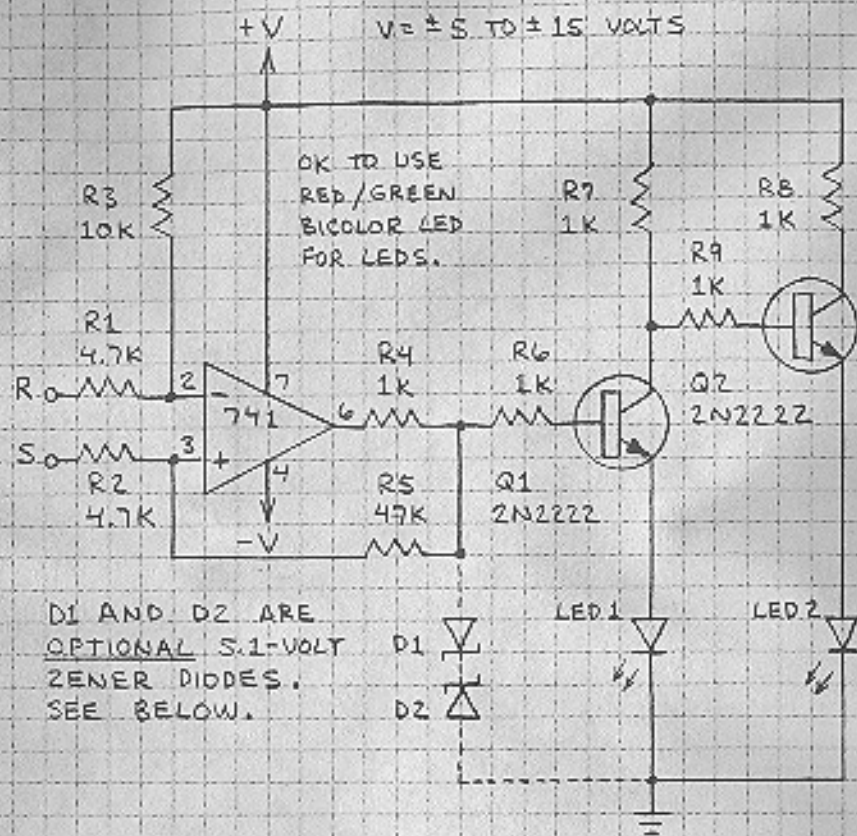 +V
V = ± 5 TO ± 15 VOLTS
OK TO USE
RED/GREEN
BICOLOR LED
FOR LEDS.
R3
10K
R7
1K
R8
1K
R9
1K
R1
4.7K
R
2
-
7
741
6
R4
1K
R6
1K
Q2
2N2222
S
3
+
4
R2
4.7K
R5
47K
Q1
2N2222
-V
D1 AND D2 ARE
OPTIONAL 5.1-VOLT
ZENER DIODES.
SEE BELOW.
D1
D2
LED 1
LED 2